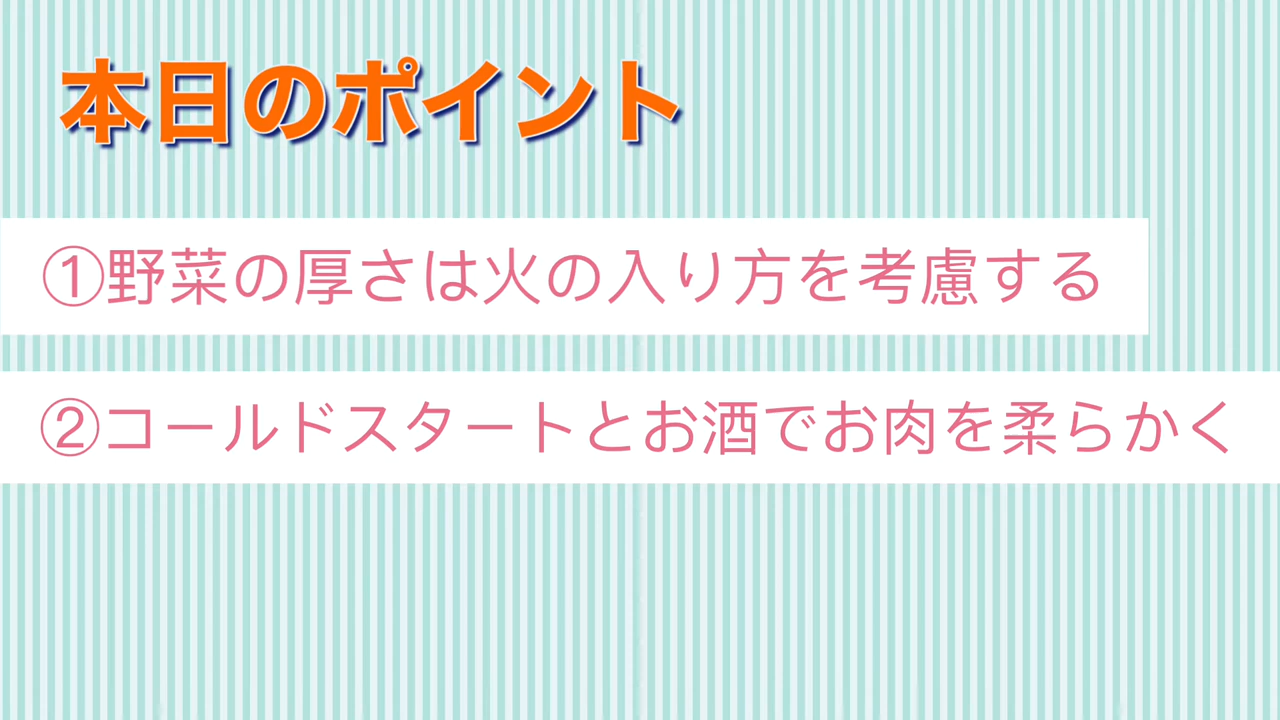 本日のポイント
①野菜の厚さは火の入り方を考慮する
②コールドスタートとお酒でお肉を柔らかく